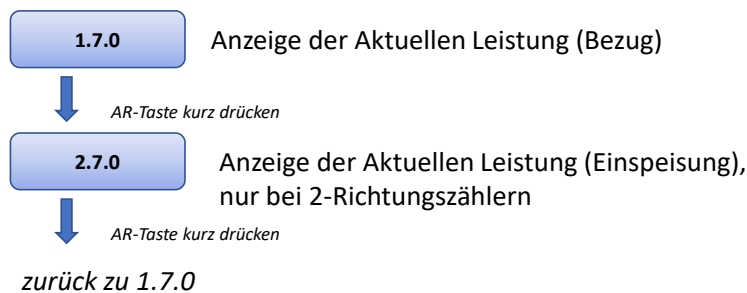 1.7.0 Anzeige der Aktuellen Leistung (Bezug)
AR-Taste kurz drücken
2.7.0 Anzeige der Aktuellen Leistung (Einspeisung),
nur bei 2-Richtungszählern
AR-Taste kurz drücken
zurück zu 1.7.0